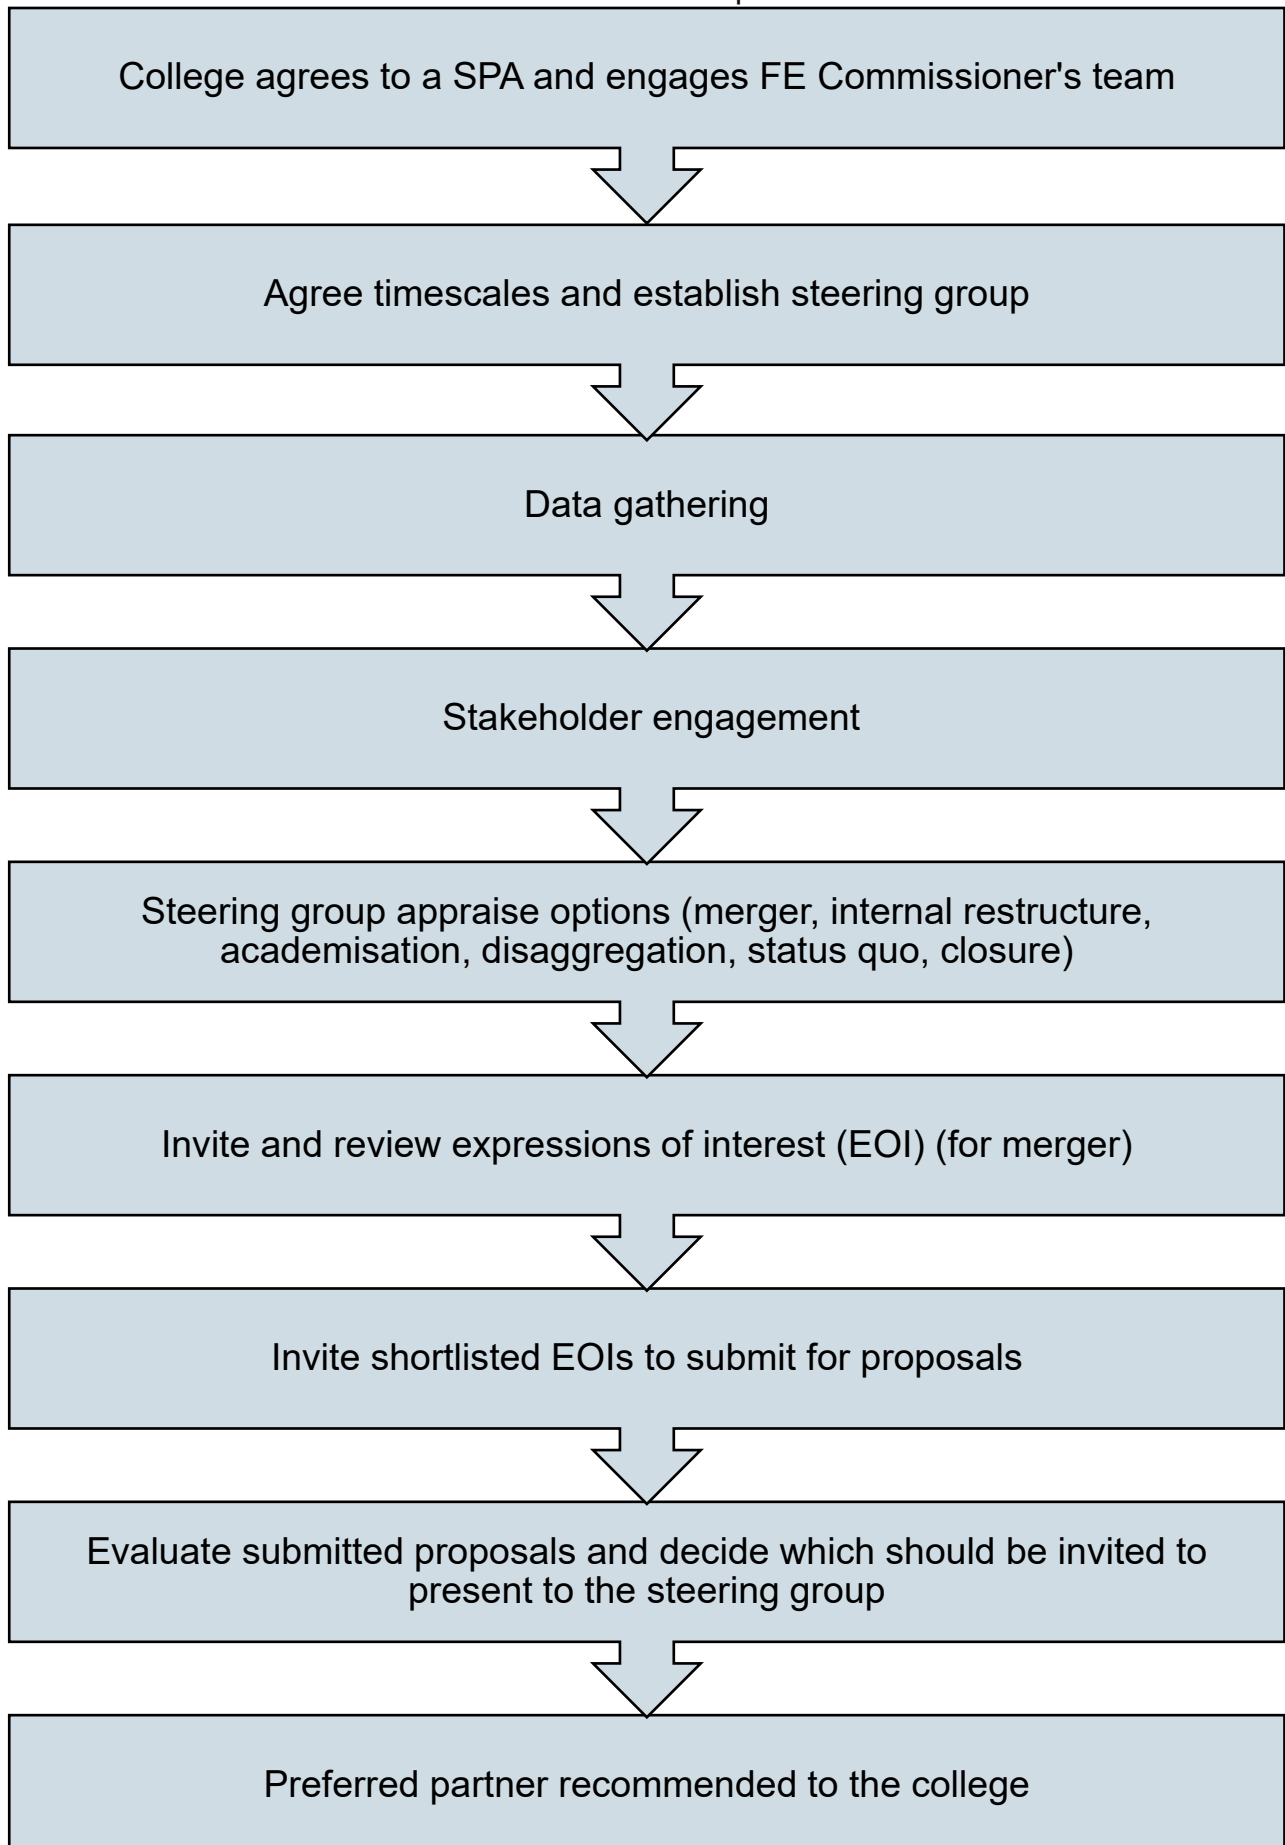 College agrees to a SPA and engages FE Commissioner's team
Agree timescales and establish steering group
Data gathering
Stakeholder engagement
Steering group appraise options (merger, internal restructure,
academisation, disaggregation, status quo, closure)
Invite and review expressions of interest (EOI) (for merger)
Invite shortlisted EOIs to submit for proposals
Evaluate submitted proposals and decide which should be invited to
present to the steering group
Preferred partner recommended to the college